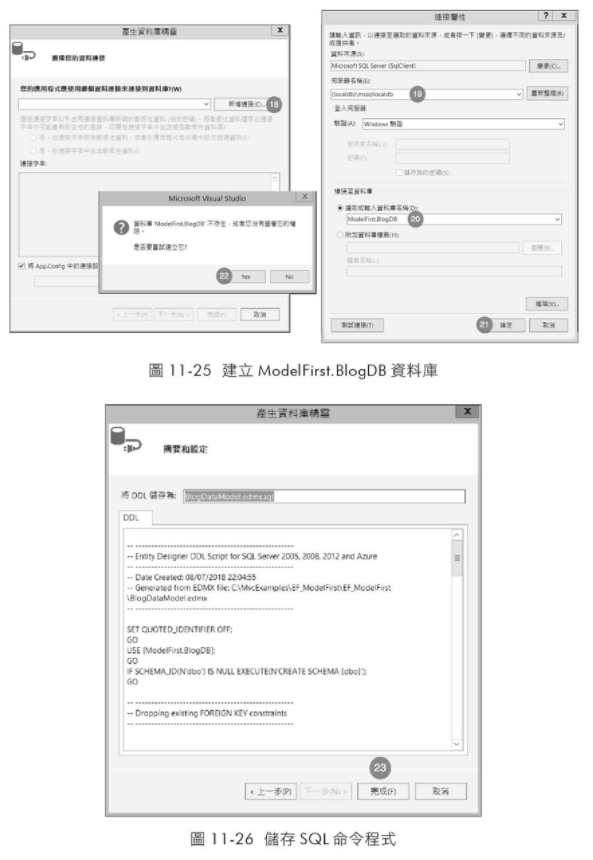 產生資料庫精靈
X
選擇您的資料連接
您的應用程式應使用哪個資料連接來連接到資料庫?(W)
新增連接(C)...
18
連接字串:
將 App.Config 中的連接設
< 上一步(P)
下一步(N) >
完成(F)
取消
Microsoft Visual Studio
資料庫 'ModelFirst.BlogDB' 不存在，或者您沒有查看它的權
限。
是否要嘗試建立它?
22
Yes
No
連接屬性
? X
請輸入資訊，以連接至選取的資料來源，或者按一下 [變更]，選擇不同的資料來源及/
或提供者。
資料來源(S):
Microsoft SQL Server (SqlClient)
變更(C)...
伺服器名稱(E):
(localdb)\mssqllocaldb
19
重新整理(R)
登入伺服器
驗證(A):
Windows 驗證
使用者名稱(U):
密碼(P):
儲存我的密碼(S)
連接至資料庫
選取或輸入資料庫名稱(D):
ModelFirst.BlogDB
20
附加資料庫檔案(H):
瀏覽(B)...
邏輯名稱(L):
進階(V)...
測試連接(T)
21
確定
取消
圖 11-25 建立 ModelFirst.BlogDB 資料庫
產生資料庫精靈
X
摘要和設定
將 DDL 儲存為:
BlogDataModel.edmx.sql
DDL
-- --------------------------------------------------
-- Entity Designer DDL Script for SQL Server 2005, 2008, 2012 and Azure
-- --------------------------------------------------
-- Date Created: 08/07/2018 22:04:55
-- Generated from EDMX file: C:\MvcExamples\EF_ModelFirst\EF_ModelFirst
\BlogDataModel.edmx
-- --------------------------------------------------
SET QUOTED_IDENTIFIER OFF;
GO
USE [ModelFirst.BlogDB];
GO
IF SCHEMA_ID(N'dbo') IS NULL EXECUTE(N'CREATE SCHEMA [dbo]');
GO
-- --------------------------------------------------
-- Dropping existing FOREIGN KEY constraints
-- --------------------------------------------------
23
< 上一步(P)
下一步(N) >
完成(F)
取消
圖 11-26 儲存 SQL 命令程式